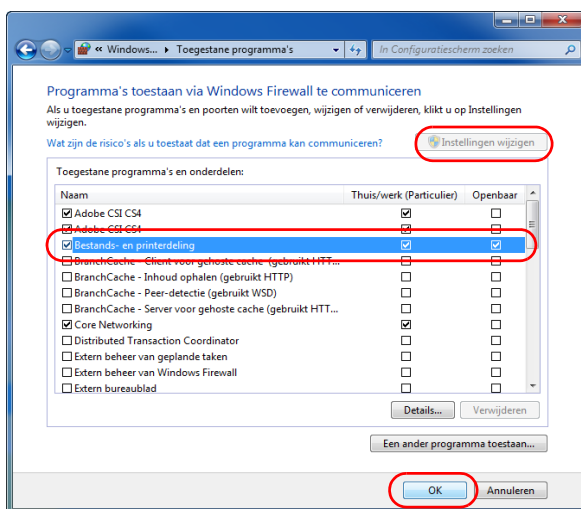 « Windows... ▸ Toegestane programma's
In Configuratiescherm zoeken
Programma's toestaan via Windows Firewall te communiceren
Als u toegestane programma's en poorten wilt toevoegen, wijzigen of verwijderen, klikt u op Instellingen
wijzigen.
Wat zijn de risico's als u toestaat dat een programma kan communiceren?
Instellingen wijzigen
Toegestane programma's en onderdelen:
Naam Thuis/werk (Particulier) Openbaar
Adobe CSI CS4
Adobe CSI CS4
Bestands- en printerdeling
BranchCache - Client voor gehoste cache (gebruikt HTT...
BranchCache - Inhoud ophalen (gebruikt HTTP)
BranchCache - Peer-detectie (gebruikt WSD)
BranchCache - Server voor gehoste cache (gebruikt HTT...
Core Networking
Distributed Transaction Coordinator
Extern beheer van geplande taken
Extern beheer van Windows Firewall
Extern bureaublad
Details... Verwijderen
Een ander programma toestaan...
OK Annuleren